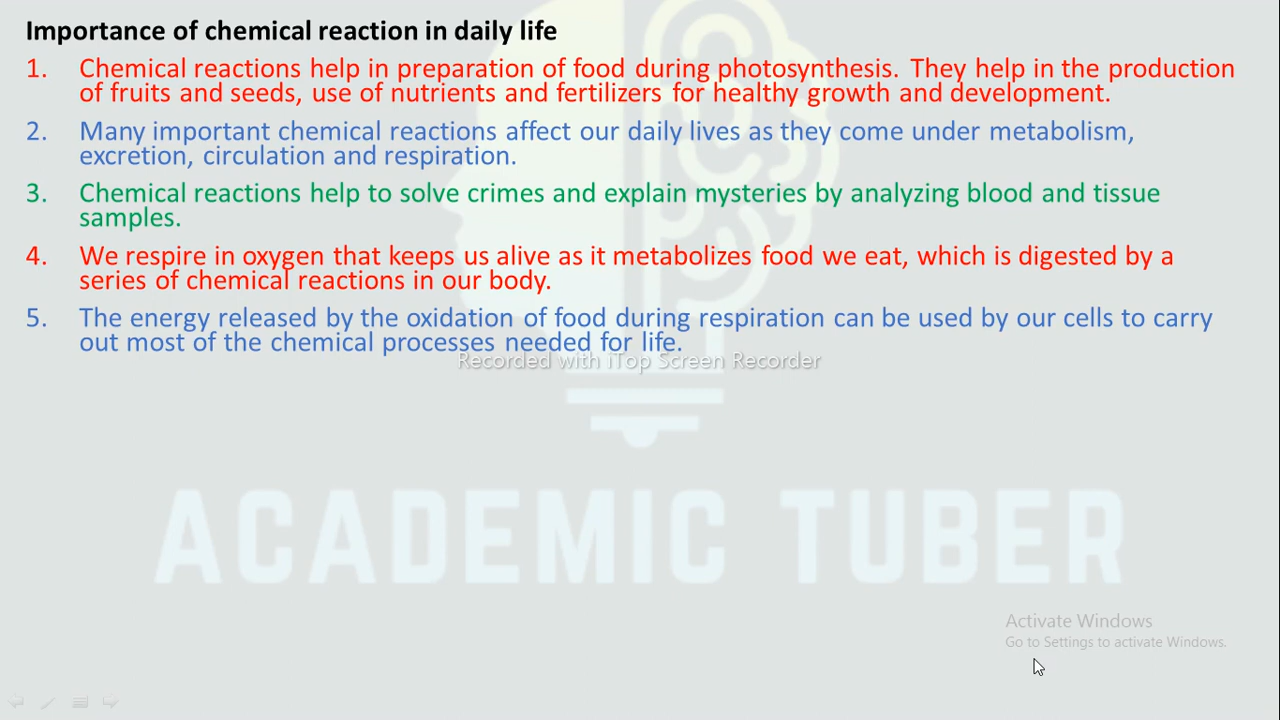 Importance of chemical reaction in daily life
1. Chemical reactions help in preparation of food during photosynthesis. They help in the production
of fruits and seeds, use of nutrients and fertilizers for healthy growth and development.
2. Many important chemical reactions affect our daily lives as they come under metabolism,
excretion, circulation and respiration.
3. Chemical reactions help to solve crimes and explain mysteries by analyzing blood and tissue
samples.
4. We respire in oxygen that keeps us alive as it metabolizes food we eat, which is digested by a
series of chemical reactions in our body.
5. The energy released by the oxidation of food during respiration can be used by our cells to carry
out most of the chemical processes needed for life.
Recorded with iTop Screen Recorder
ACADEMIC TUBER
Activate Windows
Go to Settings to activate Windows.